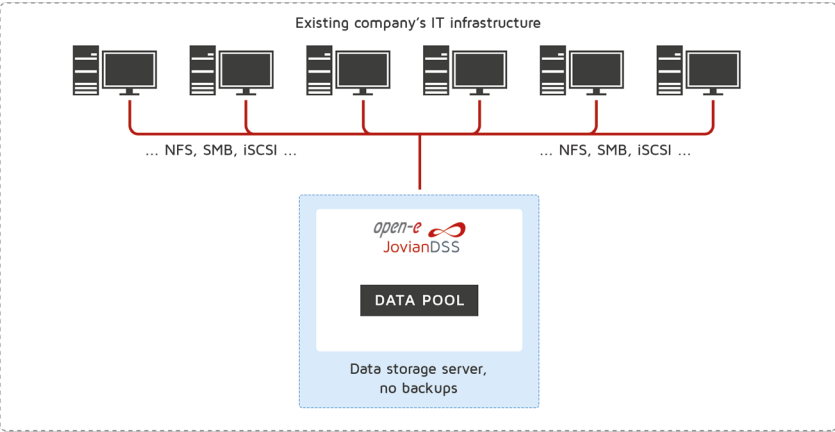 Existing company's IT infrastructure
... NFS, SMB, iSCSI ...
... NFS, SMB, iSCSI ...
open-e
JovianDSS
DATA POOL
Data storage server,
no backups